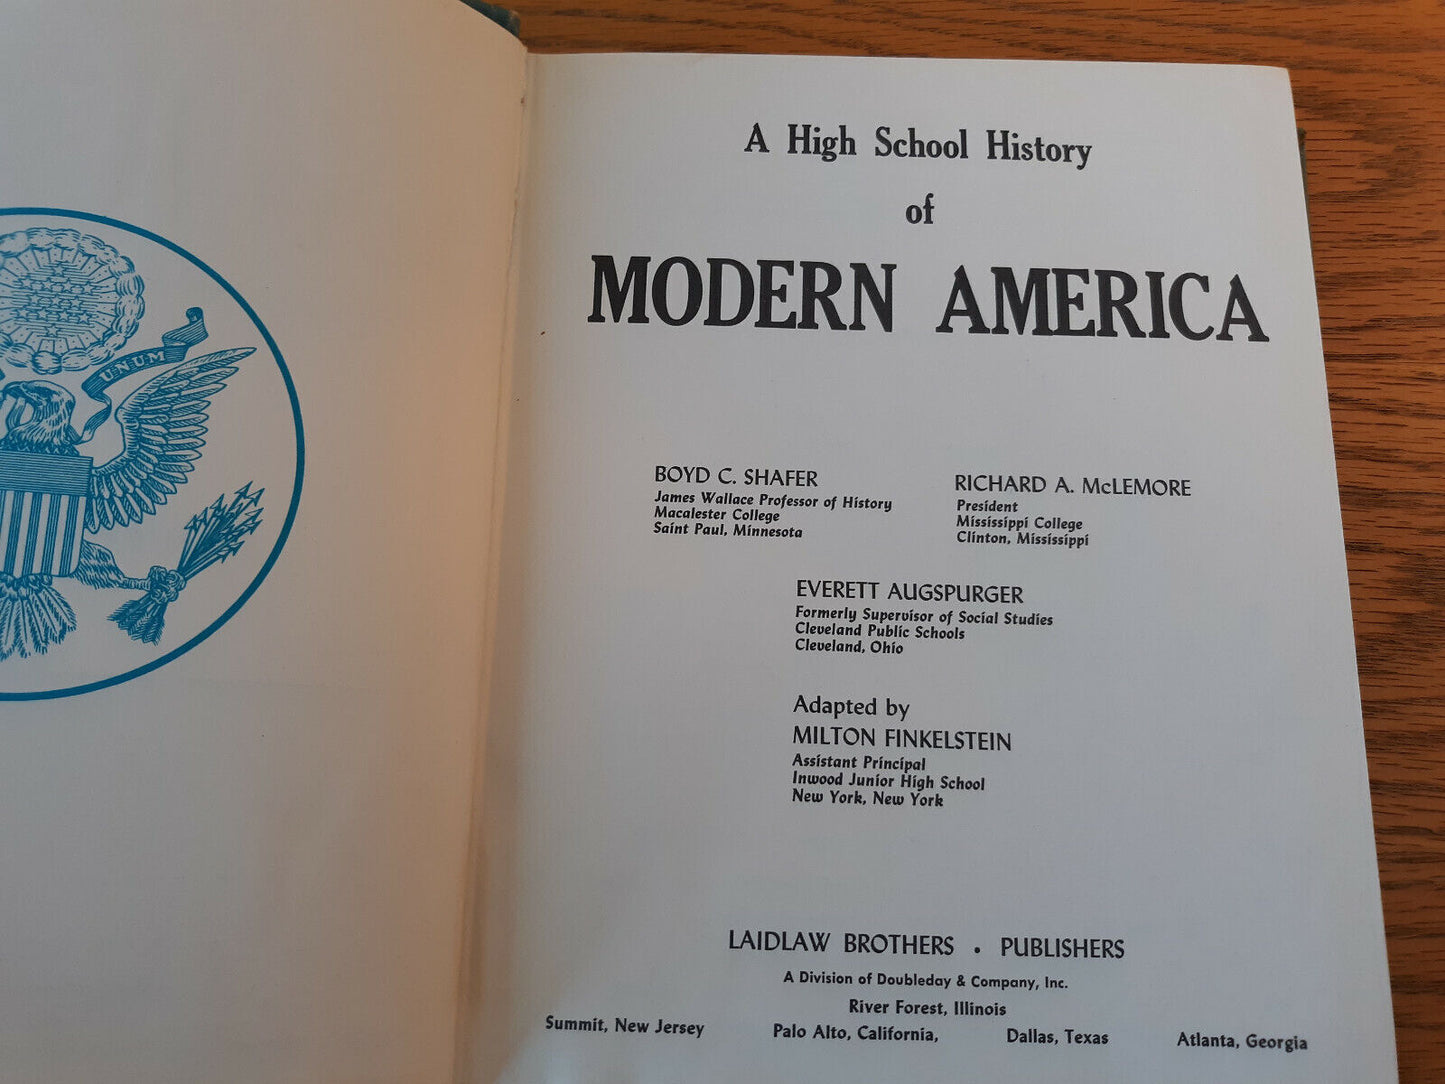 U·N·U·M
A High School History
of
MODERN AMERICA
BOYD C. SHAFER
James Wallace Professor of History
Macalester College
Saint Paul, Minnesota
RICHARD A. McLEMORE
President
Mississippi College
Clinton, Mississippi
EVERETT AUGSPURGER
Formerly Supervisor of Social Studies
Cleveland Public Schools
Cleveland, Ohio
Adapted by
MILTON FINKELSTEIN
Assistant Principal
Inwood Junior High School
New York, New York
LAIDLAW BROTHERS • PUBLISHERS
A Division of Doubleday & Company, Inc.
River Forest, Illinois
Summit, New Jersey Palo Alto, California, Dallas, Texas Atlanta, Georgia